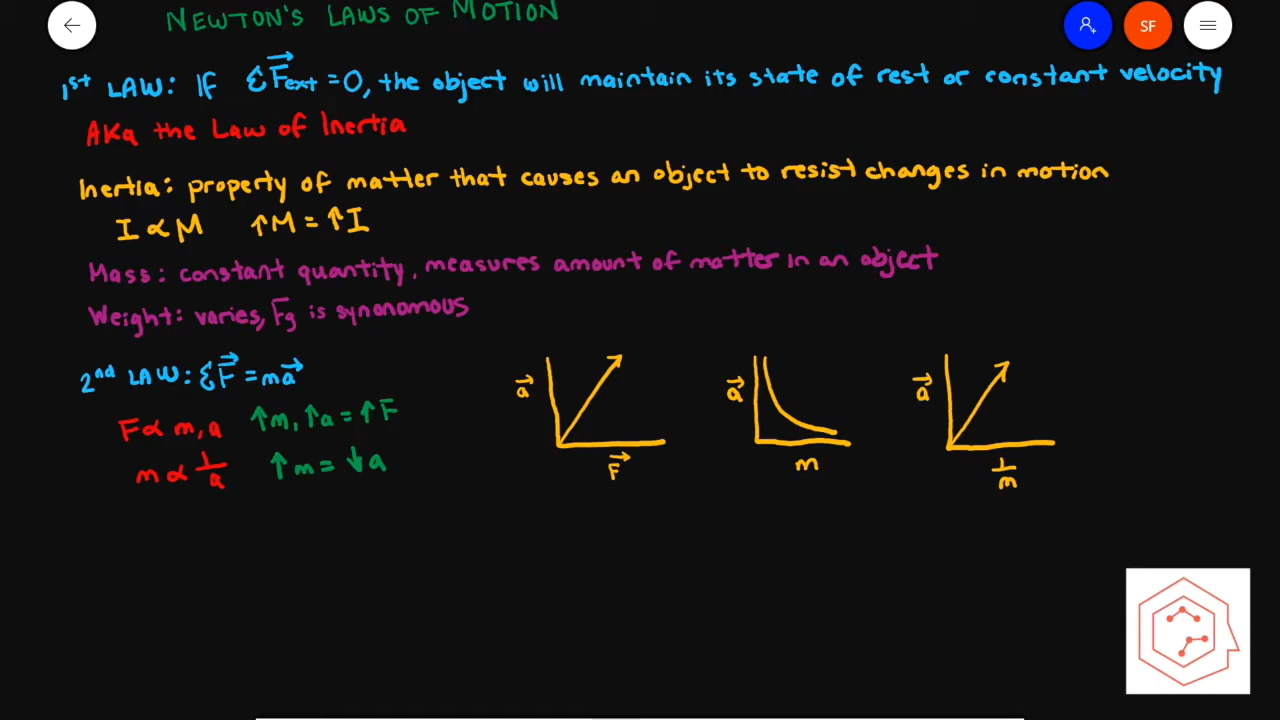 NEWTON'S LAWS OF MOTION
SF
1st LAW: IF Σ F⃗ext = 0, the object will maintain its state of rest or constant velocity
AKA the Law of Inertia
Inertia: property of matter that causes an object to resist changes in motion
I ∝ M ↑M = ↑I
Mass: constant quantity, measures amount of matter in an object
Weight: varies, Fg is synonomous
2nd LAW: Σ F⃗ = ma⃗
F ∝ m, a ↑m, ↑a = ↑F
m ∝ 1/a ↑m = ↓a
a⃗ F⃗
a⃗ m
a⃗ 1/m